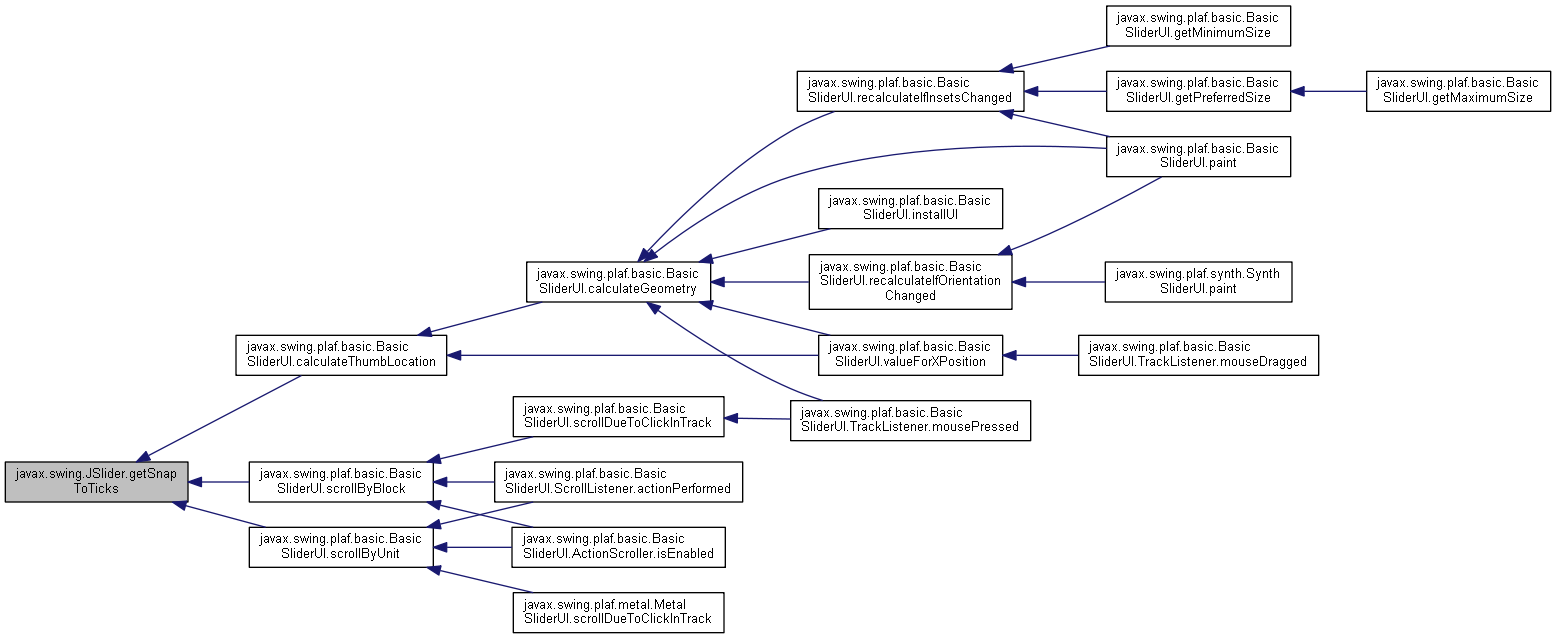 javax.swing.plaf.basic.Basic
SliderUI.getMinimumSize
javax.swing.plaf.basic.Basic
SliderUI.recalculateIfInsetsChanged
javax.swing.plaf.basic.Basic
SliderUI.getPreferredSize
javax.swing.plaf.basic.Basic
SliderUI.getMaximumSize
javax.swing.plaf.basic.Basic
SliderUI.paint
javax.swing.plaf.basic.Basic
SliderUI.installUI
javax.swing.plaf.basic.Basic
SliderUI.calculateGeometry
javax.swing.plaf.basic.Basic
SliderUI.recalculateIfOrientation
Changed
javax.swing.plaf.synth.Synth
SliderUI.paint
javax.swing.plaf.basic.Basic
SliderUI.calculateThumbLocation
javax.swing.plaf.basic.Basic
SliderUI.valueForXPosition
javax.swing.plaf.basic.Basic
SliderUI.TrackListener.mouseDragged
javax.swing.plaf.basic.Basic
SliderUI.scrollDueToClickInTrack
javax.swing.plaf.basic.Basic
SliderUI.TrackListener.mousePressed
javax.swing.JSlider.getSnap
ToTicks
javax.swing.plaf.basic.Basic
SliderUI.scrollByBlock
javax.swing.plaf.basic.Basic
SliderUI.ScrollListener.actionPerformed
javax.swing.plaf.basic.Basic
SliderUI.scrollByUnit
javax.swing.plaf.basic.Basic
SliderUI.ActionScroller.isEnabled
javax.swing.plaf.metal.Metal
SliderUI.scrollDueToClickInTrack